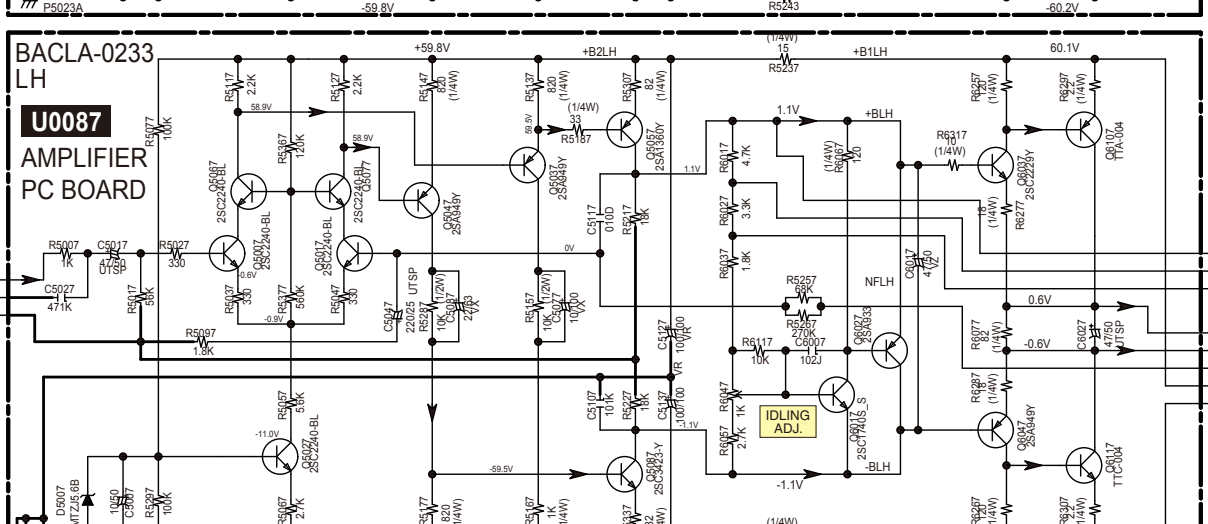 P5023A
-59.8V
R5243
-60.2V
BACLA-0233
LH
U0087
AMPLIFIER
PC BOARD
+59.8V
+B2LH
(1/4W)
15
R5237
+B1LH
60.1V
R5077
100K
R5117
2.2K
R5367
120K
R5127
2.2K
R5147
820
(1/4W)
R5137
820
(1/4W)
R5307
82
(1/4W)
58.9V
58.9V
59.5V
(1/4W)
33
R5187
Q5057
2SA1360Y
1.1V
1.1V
+BLH
R6017
4.7K
(1/4W)
R6067
120
R6317
10
(1/4W)
R6257
120
(1/4W)
R6297
2.2
(1/4W)
Q6107
TTA-004
Q6037
2SC2229Y
Q5067
2SC2240-BL
2SC2240-BL
Q5077
Q5047
2SA949Y
Q5037
2SA949Y
C5117
010D
R5217
18K
R6027
3.3K
R6277
18
(1/4W)
R5007
1K
C5017
47/50
UTSP
R5027
330
Q5007
2SC2240-BL
Q5017
2SC2240-BL
0V
R6037
1.8K
C6017
47/50
VZ
C5027
471K
R5017
56K
-0.6V
R5037
330
R5377
560K
R5047
330
-0.9V
C5047
220/25
UTSP
R5287
10K
(1/2W)
C5087
22/63
VX
R5157
10K
(1/2W)
C5077
10/100
VX
R5257
68K
R5267
270K
NFLH
0.6V
-0.6V
R6077
82
(1/4W)
C6027
47/50
UTSP
R5097
1.8K
C5127
100/100
VR
R6117
10K
C6007
102J
Q6027
2SA933
R5057
5.6K
C5107
101K
R5227
18K
C5137
100/100
VR
-1.1V
R6047
1K
R6057
2.7K
IDLING
ADJ.
Q6017
2SC1740S_S
R6287
18
(1/4W)
Q6047
2SA949Y
-11.0V
Q5027
2SC2240-BL
-59.5V
Q5087
2SC3423-Y
-1.1V
-BLH
Q6117
TTC-004
D5007
MTZJ5.6B
10/50
C5007
R5297
100K
R5067
2.7K
R5177
820
(1/4W)
R5167
1K
(1/4W)
(1/4W)
R6267
120
(1/4W)
R6307
2.2
(1/4W)